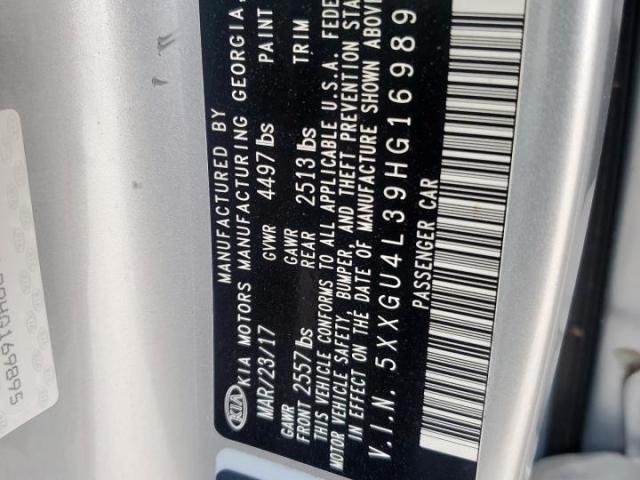 MANUFACTURED BY
KIA KIA MOTORS MANUFACTURING GEORGIA,
MAR/23/17 GVWR 4497 lbs PAINT
GAWR FRONT 2557 lbs GAWR REAR 2513 lbs TRIM
THIS VEHICLE CONFORMS TO ALL APPLICABLE U.S.A. FEDE
MOTOR VEHICLE SAFETY, BUMPER, AND THEFT PREVENTION STA
IN EFFECT ON THE DATE OF MANUFACTURE SHOWN ABOVE
V.I.N. 5XXGU4L39HG16989
PASSENGER CAR